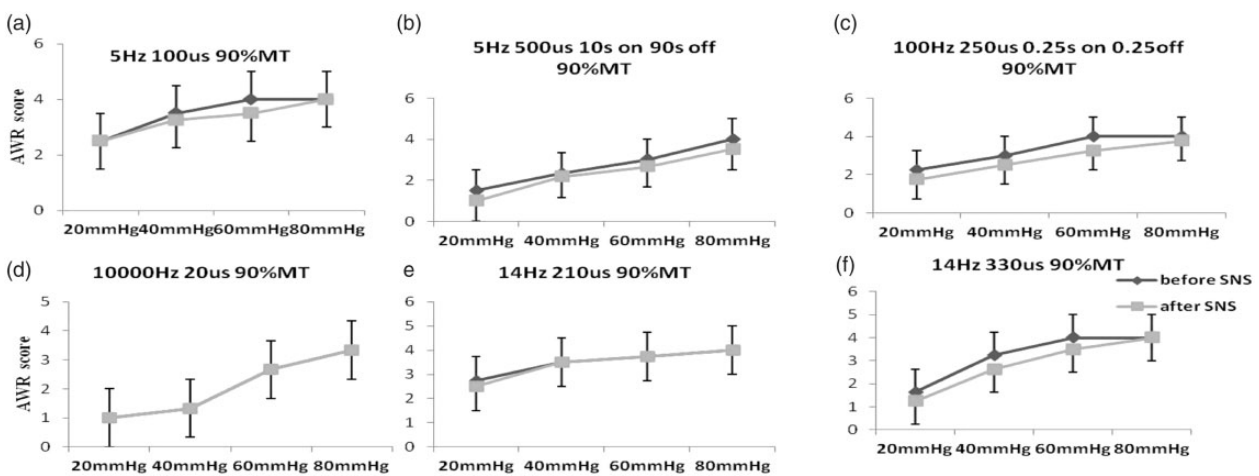 (a)
5Hz 100us 90%MT
AWR score
6
4
2
0
20mmHg 40mmHg 60mmHg 80mmHg
(b)
5Hz 500us 10s on 90s off
90%MT
6
4
2
0
20mmHg 40mmHg 60mmHg 80mmHg
(c)
100Hz 250us 0.25s on 0.25off
90%MT
6
4
2
0
20mmHg 40mmHg 60mmHg 80mmHg
(d)
10000Hz 20us 90%MT
AWR score
5
4
3
2
1
0
20mmHg 40mmHg 60mmHg 80mmHg
e
14Hz 210us 90%MT
6
5
4
3
2
1
0
20mmHg 40mmHg 60mmHg 80mmHg
(f)
14Hz 330us 90%MT
before SNS
after SNS
6
5
4
3
2
1
0
20mmHg 40mmHg 60mmHg 80mmHg